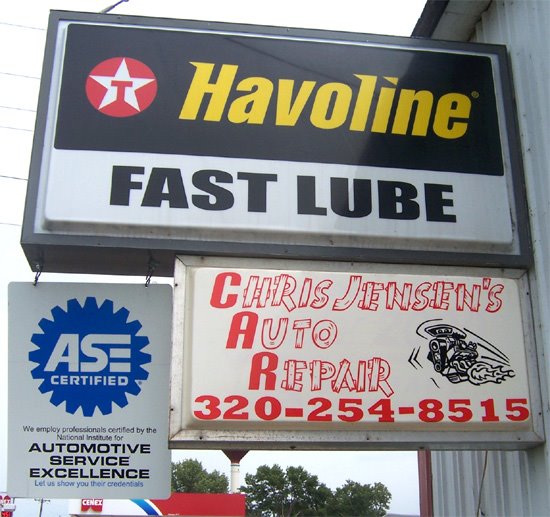 T Havoline®
FAST LUBE
CHRIS JENSEN'S
AUTO
REPAIR
320-254-8515
ASE
CERTIFIED
We employ professionals certified by the
National Institute for
AUTOMOTIVE
SERVICE
EXCELLENCE
Let us show you their credentials
CENEX